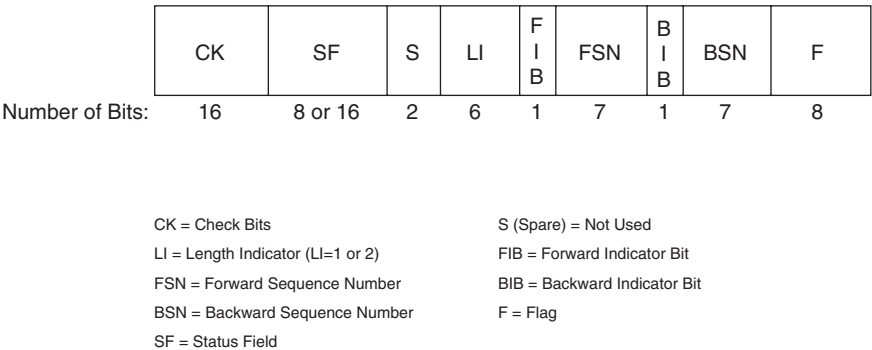 CK SF S LI FIB FSN BIB BSN F
Number of Bits: 16 8 or 16 2 6 1 7 1 7 8
CK = Check Bits
LI = Length Indicator (LI=1 or 2)
FSN = Forward Sequence Number
BSN = Backward Sequence Number
SF = Status Field
S (Spare) = Not Used
FIB = Forward Indicator Bit
BIB = Backward Indicator Bit
F = Flag